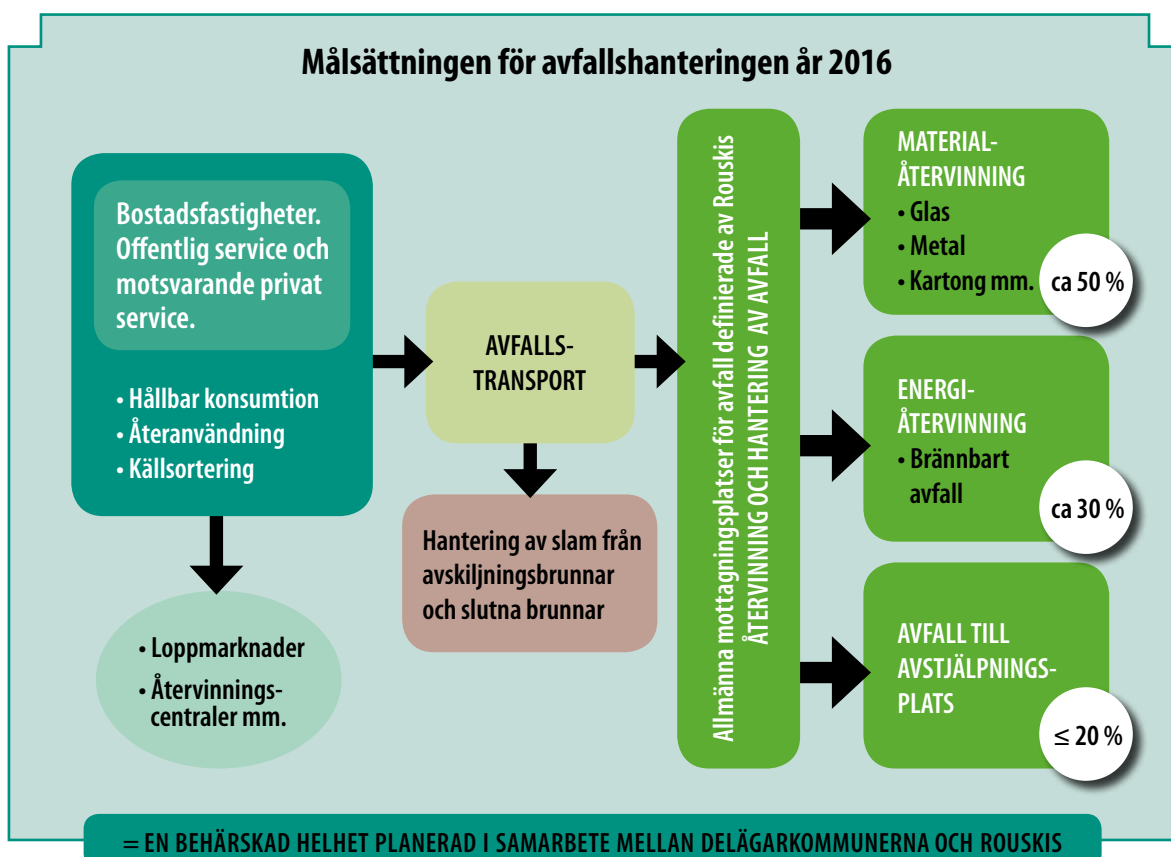 Målsättningen för avfallshanteringen år 2016
Bostadsfastigheter.
Offentlig service och
motsvarande privat
service.
• Hållbar konsumtion
• Återanvändning
• Källsortering
• Loppmarknader
• Återvinnings-
centraler mm.
AVFALLS-
TRANSPORT
Hantering av slam från
avskiljningsbrunnar
och slutna brunnar
Allmänna mottagningsplatser för avfall definierade av Rouskis
ÅTERVINNING OCH HANTERING AV AVFALL
MATERIAL-
ÅTERVINNING
• Glas
• Metal
• Kartong mm.
ca 50 %
ENERGI-
ÅTERVINNING
• Brännbart
avfall
ca 30 %
AVFALL TILL
AVSTJÄLPNINGS-
PLATS
≤ 20 %
= EN BEHÄRSKAD HELHET PLANERAD I SAMARBETE MELLAN DELÄGARKOMMUNERNA OCH ROUSKIS